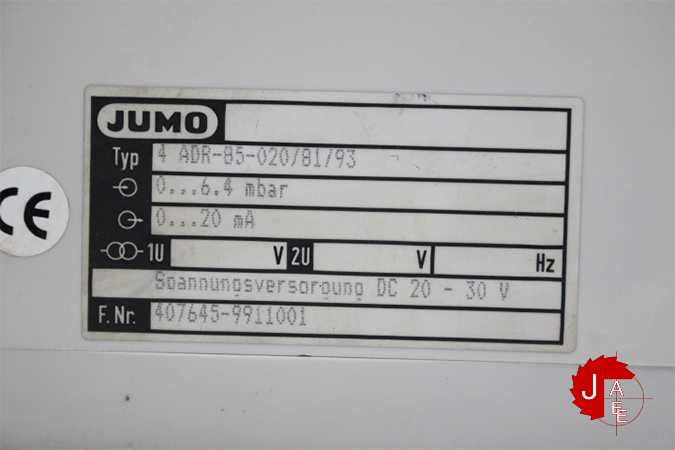 JUMO
Typ 4 ADR-85-020/81/93
0...6.4 mbar
0...20 mA
1U V 2U V Hz
Spannungsversorgung DC 20 - 30 V
F. Nr. 407645-9911001
CE
J
A
E
E